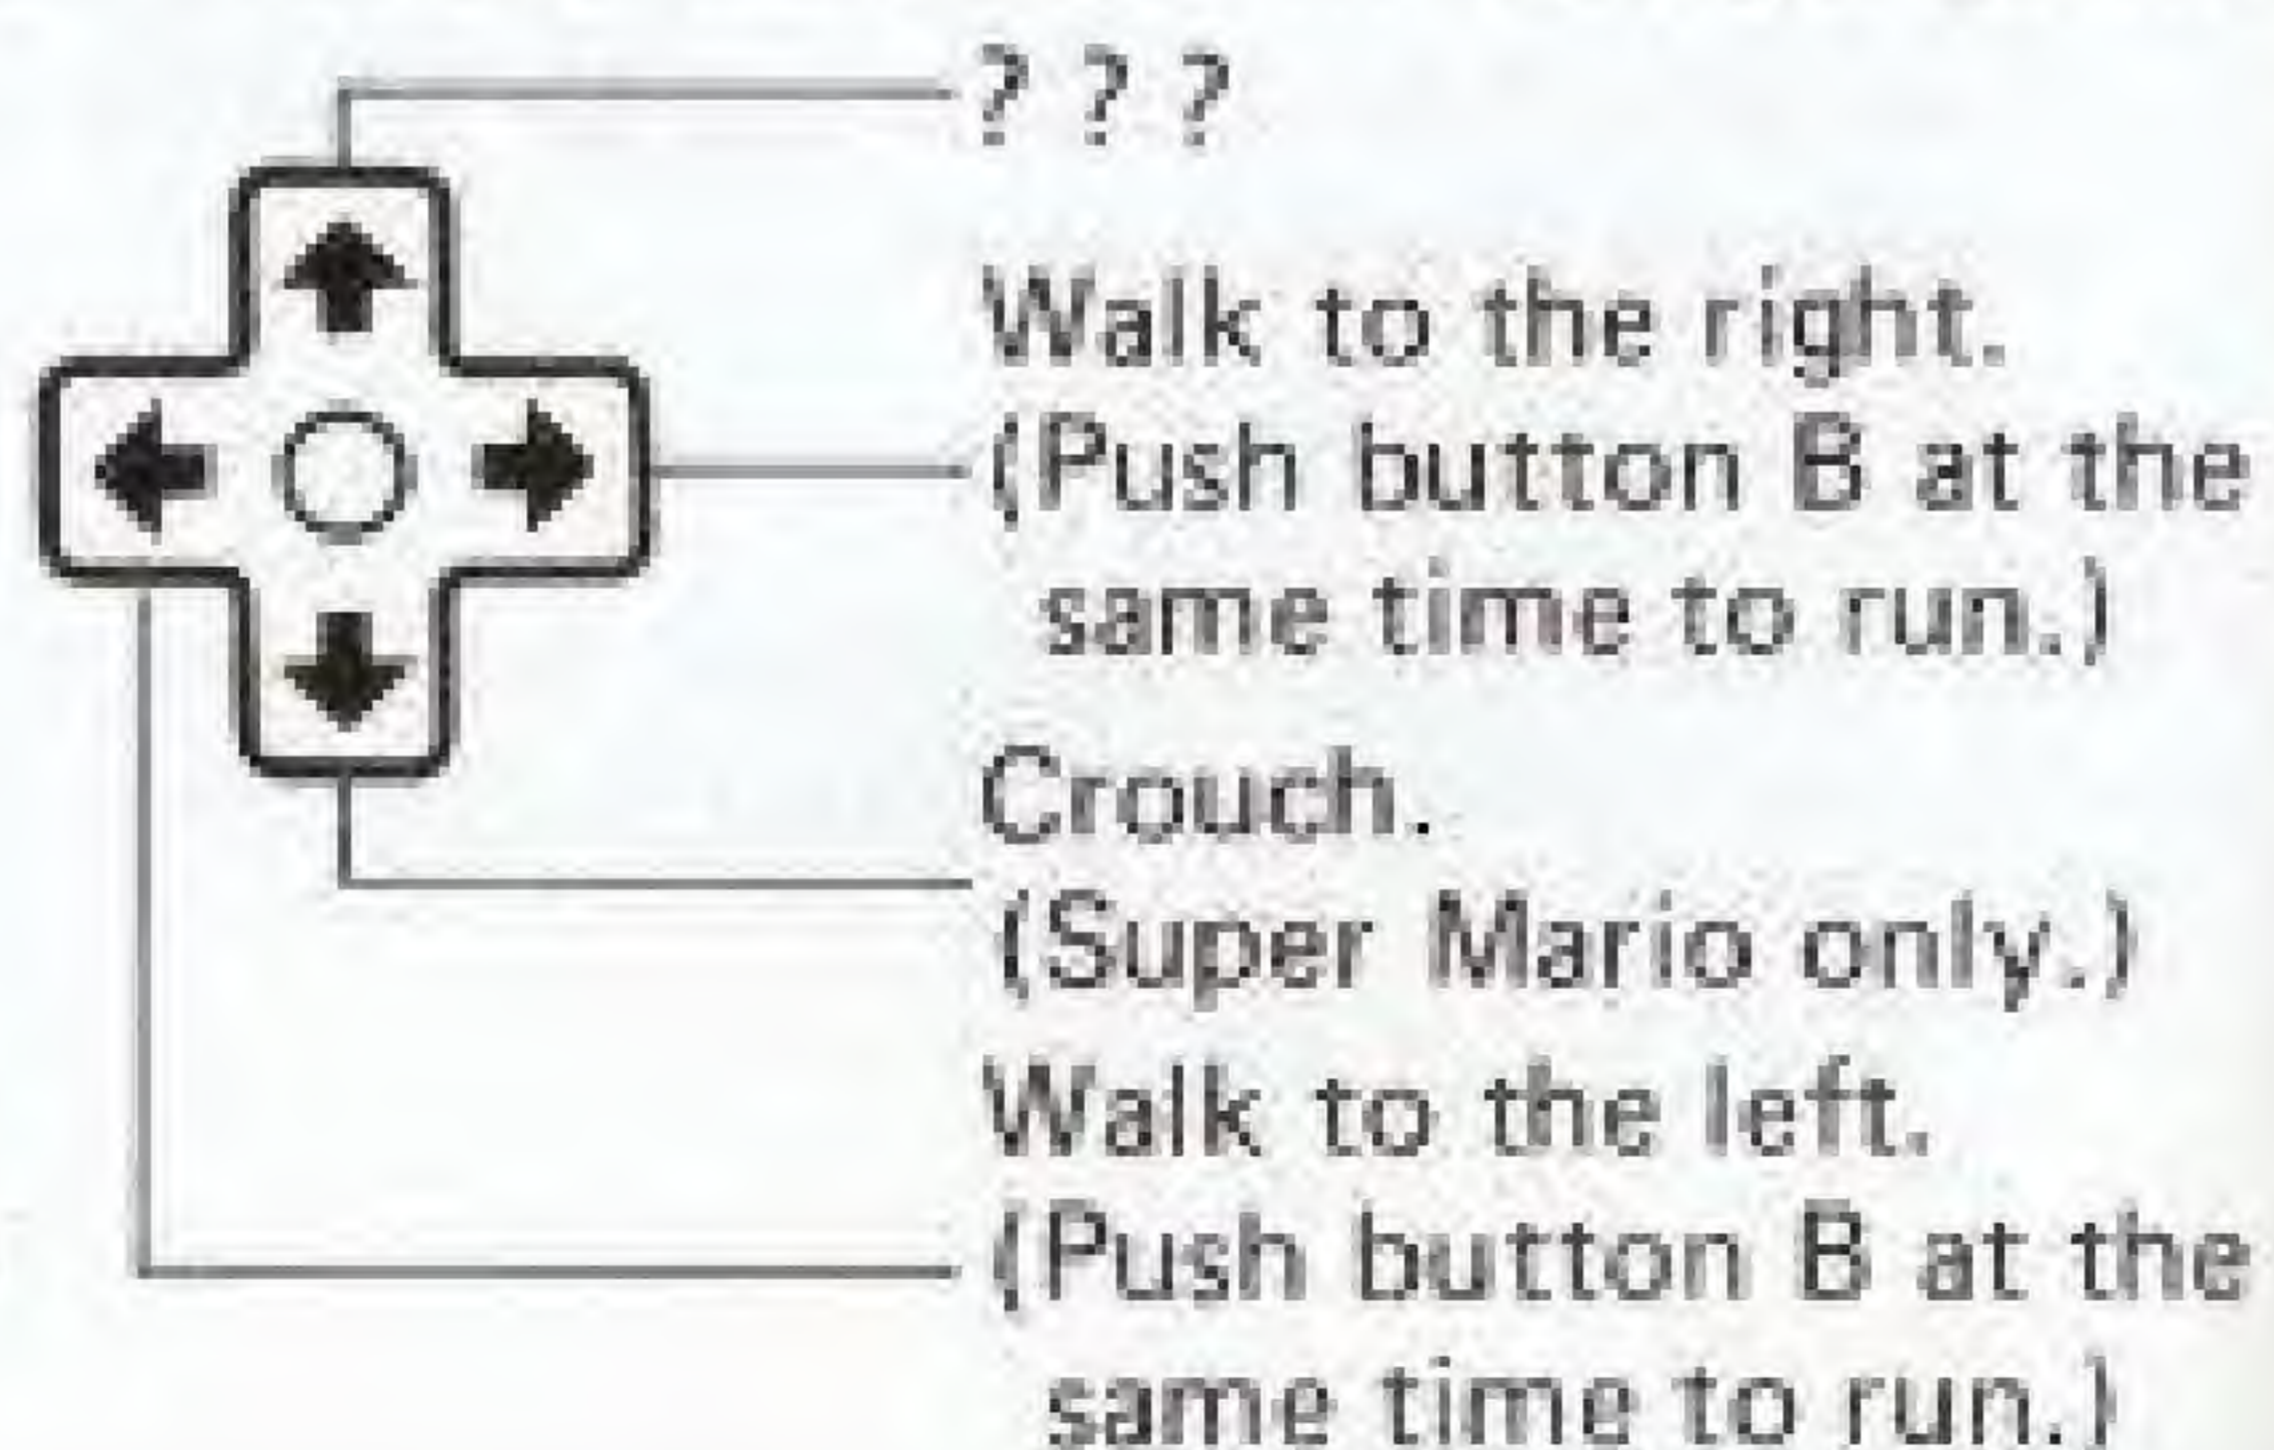 ? ? ?
Walk to the right.
(Push button B at the
same time to run.)
Crouch.
(Super Mario only.)
Walk to the left.
(Push button B at the
same time to run.)